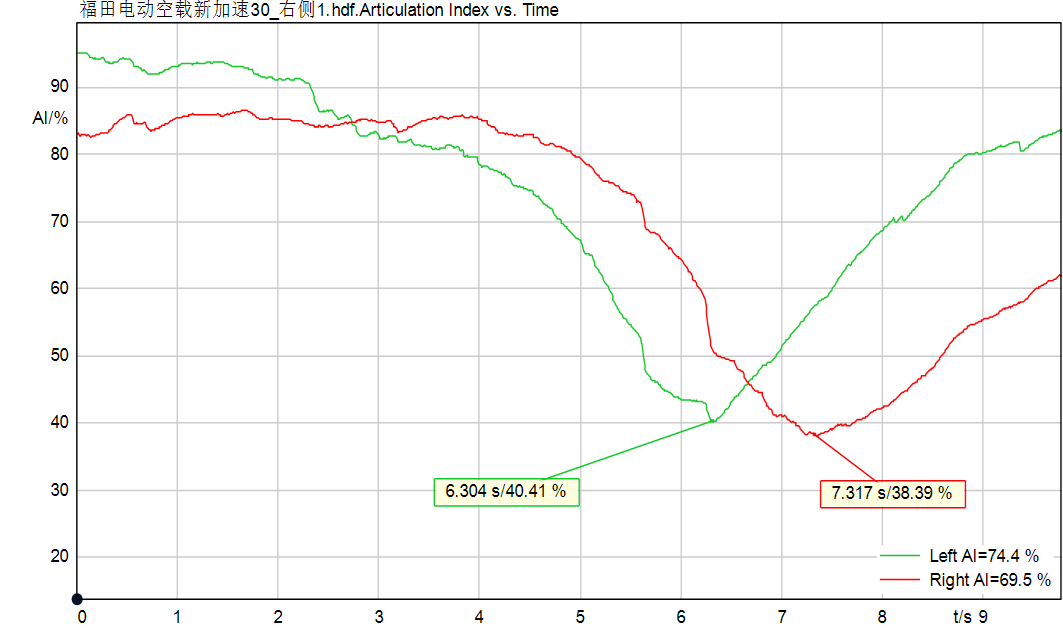 福田电动空载新加速30_右侧1.hdf.Articulation Index vs. Time
90
AI/%
80
70
60
50
40
30
20
6.304 s/40.41 %
7.317 s/38.39 %
Left AI=74.4 %
Right AI=69.5 %
0 1 2 3 4 5 6 7 8 t/s 9